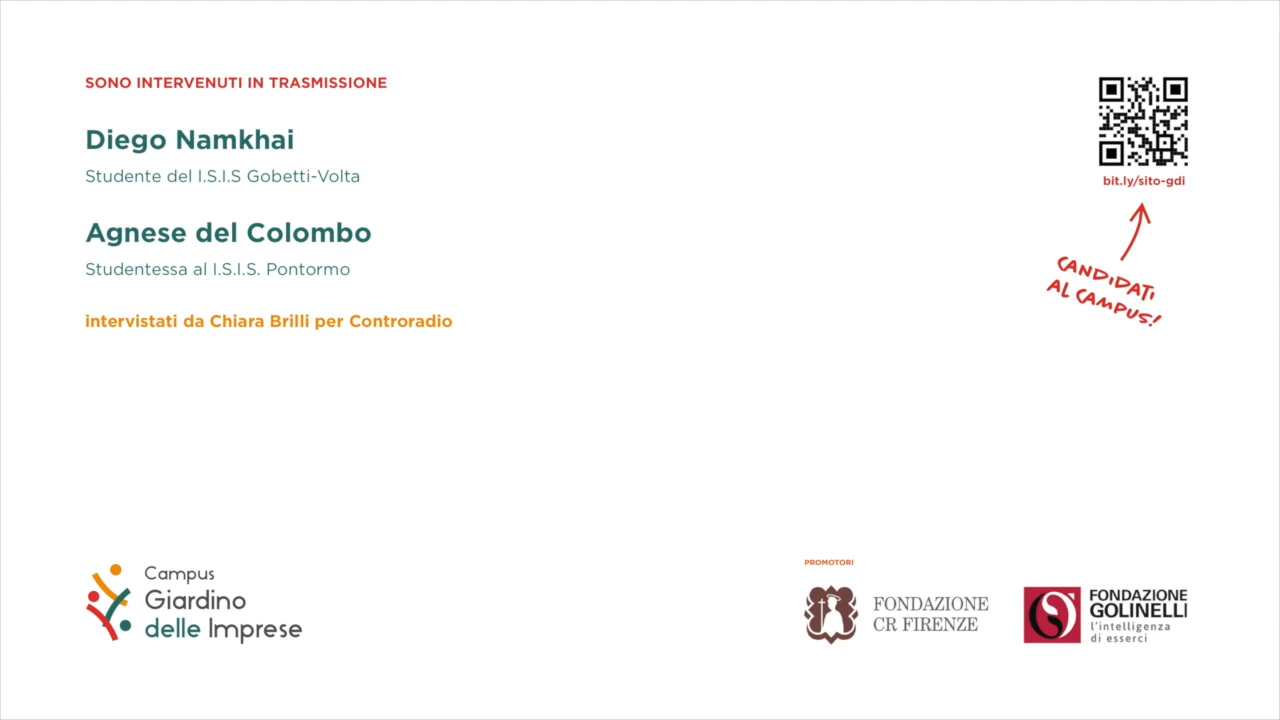 SONO INTERVENUTI IN TRASMISSIONE
Diego Namkhai
Studente del I.S.I.S Gobetti-Volta
Agnese del Colombo
Studentessa al I.S.I.S. Pontormo
intervistati da Chiara Brilli per Controradio
bit.ly/sito-gdi
CANDIDATI
AL CAMPUS!
Campus
Giardino
delle Imprese
PROMOTORI
FONDAZIONE
CR FIRENZE
FONDAZIONE
GOLINELLI
l'intelligenza
di esserci